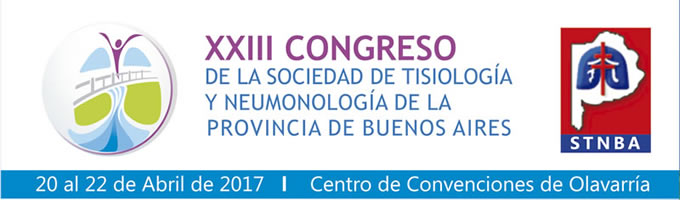 XXIII CONGRESO
DE LA SOCIEDAD DE TISIOLOGÍA
Y NEUMONOLOGÍA DE LA
PROVINCIA DE BUENOS AIRES
STNBA
20 al 22 de Abril de 2017 I Centro de Convenciones de Olavarría